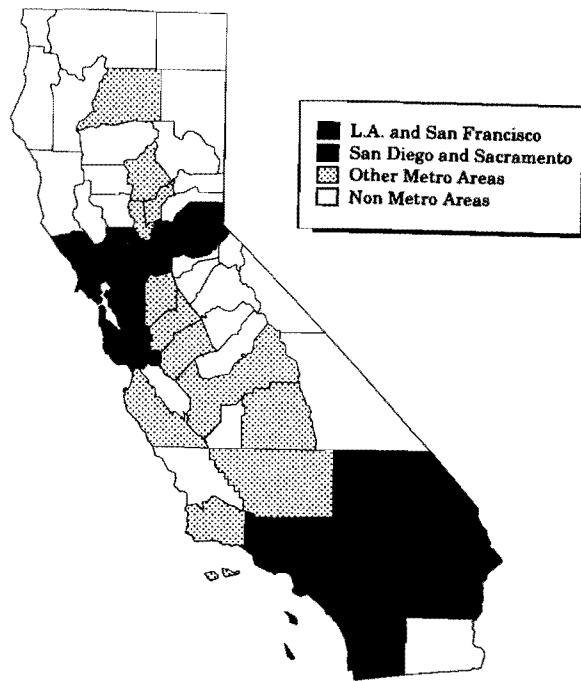 L.A. and San Francisco
San Diego and Sacramento
Other Metro Areas
Non Metro Areas